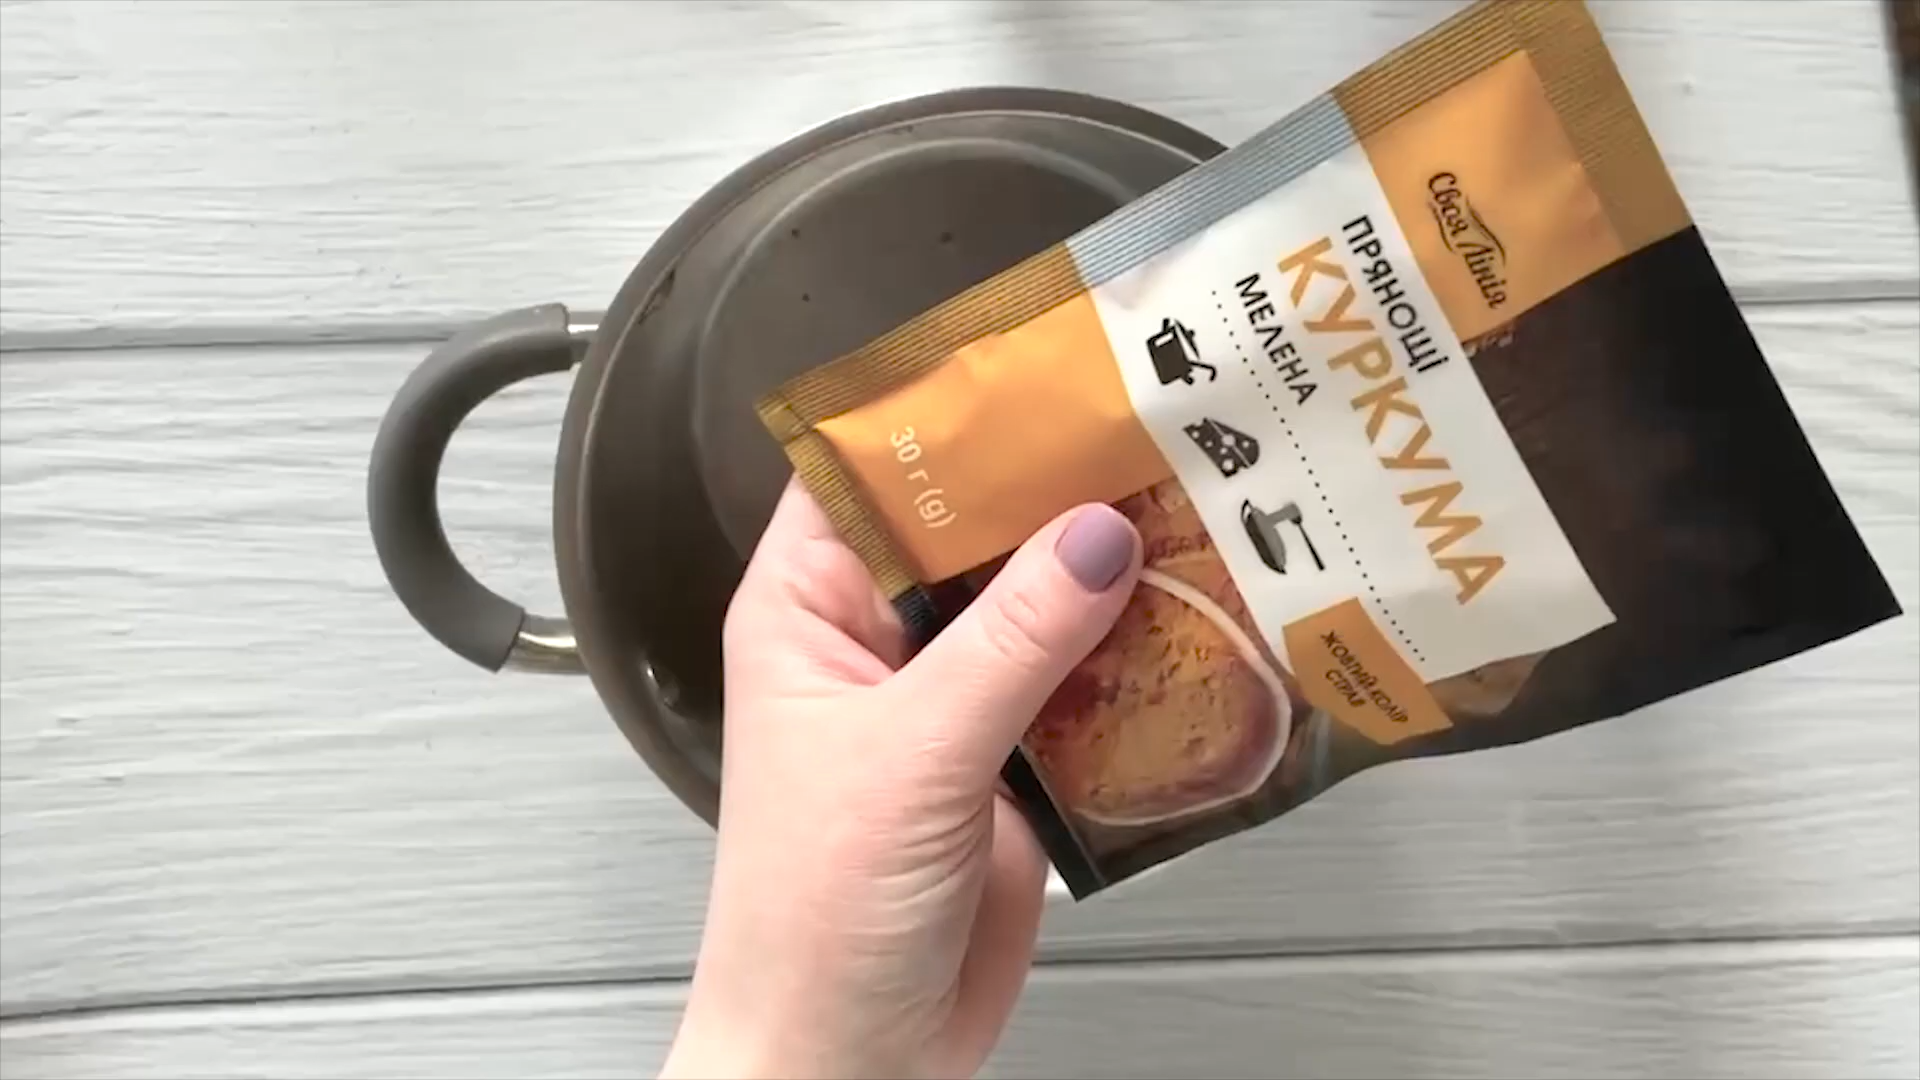 Своя Лінія
ПРЯНОЩІ
КУРКУМА
МЕЛЕНА
ЖОВТИЙ КОЛІР
СТРАВ
30 г (g)